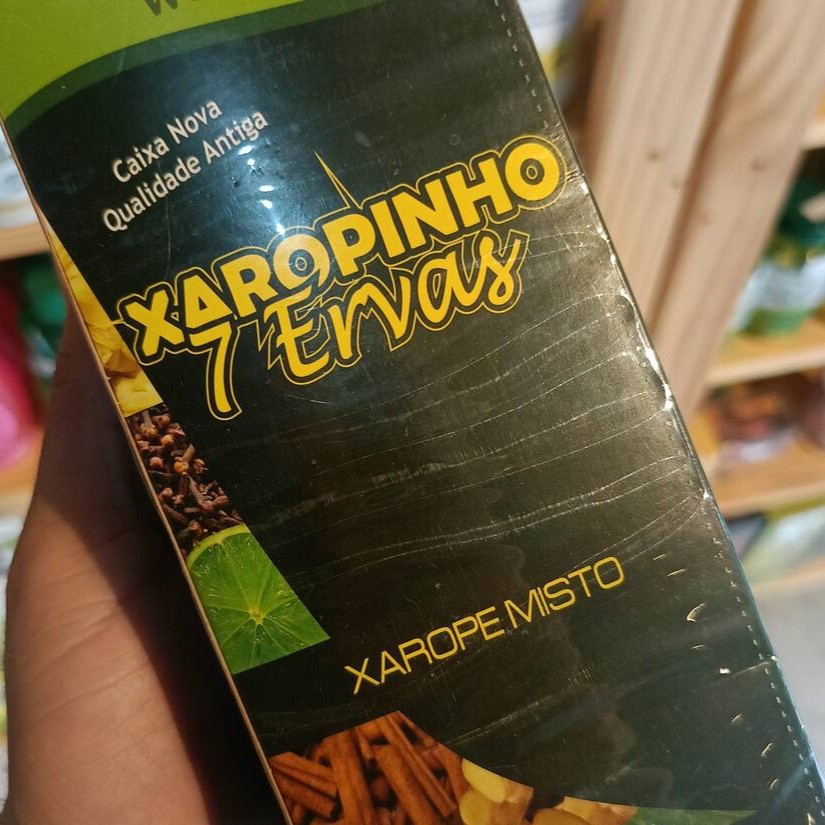 Caixa Nova
Qualidade Antiga
XAROPINHO
7 Ervas
XAROPE MISTO